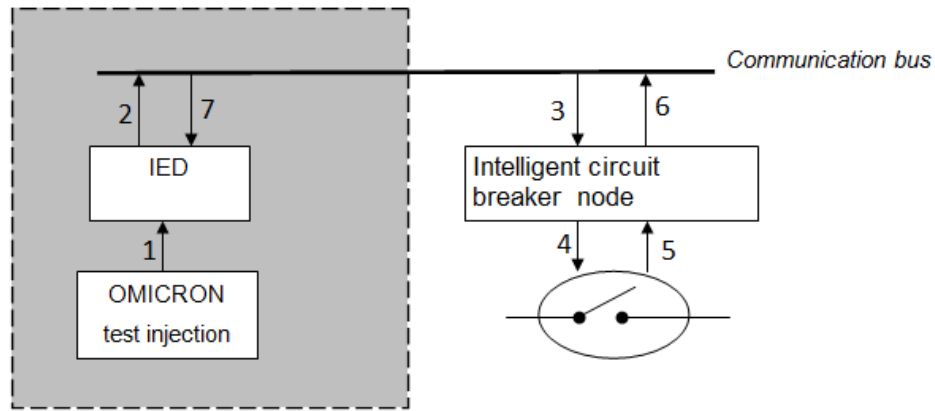 Communication bus
2
7
3
6
IED
Intelligent circuit
breaker node
1
4
5
OMICRON
test injection